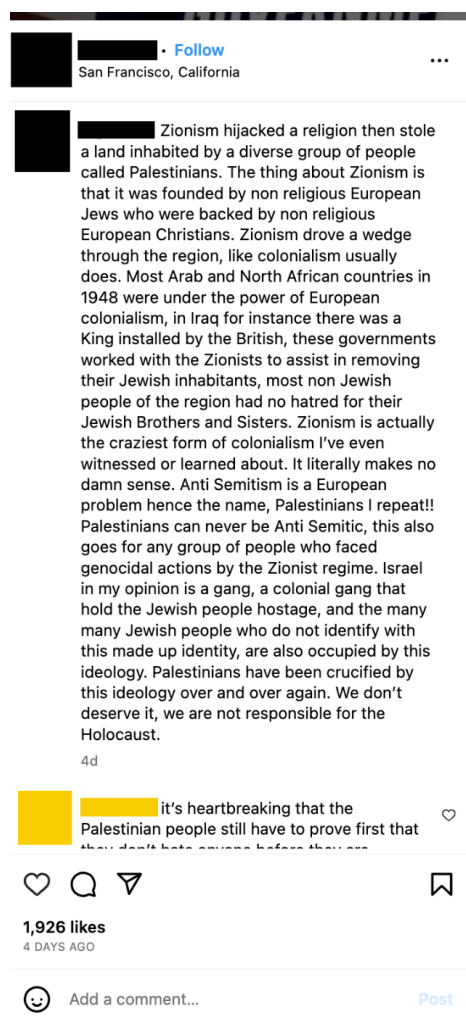 • Follow
San Francisco, California
Zionism hijacked a religion then stole
a land inhabited by a diverse group of people
called Palestinians. The thing about Zionism is
that it was founded by non religious European
Jews who were backed by non religious
European Christians. Zionism drove a wedge
through the region, like colonialism usually
does. Most Arab and North African countries in
1948 were under the power of European
colonialism, in Iraq for instance there was a
King installed by the British, these governments
worked with the Zionists to assist in removing
their Jewish inhabitants, most non Jewish
people of the region had no hatred for their
Jewish Brothers and Sisters. Zionism is actually
the craziest form of colonialism I've even
witnessed or learned about. It literally makes no
damn sense. Anti Semitism is a European
problem hence the name, Palestinians I repeat!!
Palestinians can never be Anti Semitic, this also
goes for any group of people who faced
genocidal actions by the Zionist regime. Israel
in my opinion is a gang, a colonial gang that
hold the Jewish people hostage, and the many
many Jewish people who do not identify with
this made up identity, are also occupied by this
ideology. Palestinians have been crucified by
this ideology over and over again. We don't
deserve it, we are not responsible for the
Holocaust.
4d
it's heartbreaking that the
Palestinian people still have to prove first that
1,926 likes
4 DAYS AGO
Add a comment...
Post